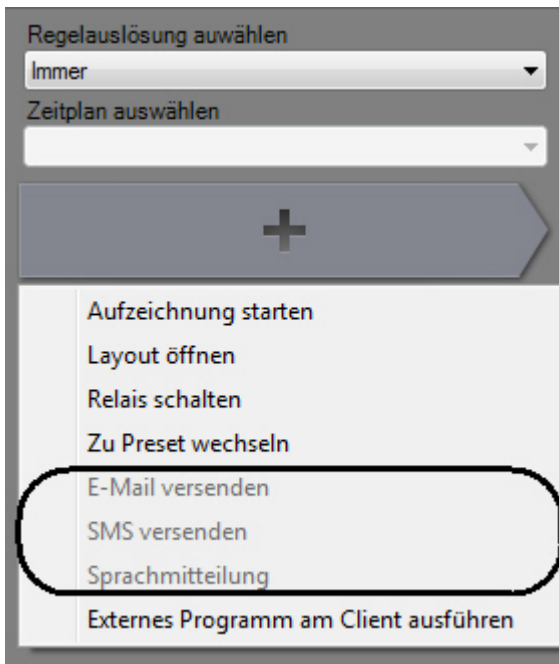 Regelauslösung auwählen
Immer
Zeitplan auswählen
Aufzeichnung starten
Layout öffnen
Relais schalten
Zu Preset wechseln
E-Mail versenden
SMS versenden
Sprachmitteilung
Externes Programm am Client ausführen